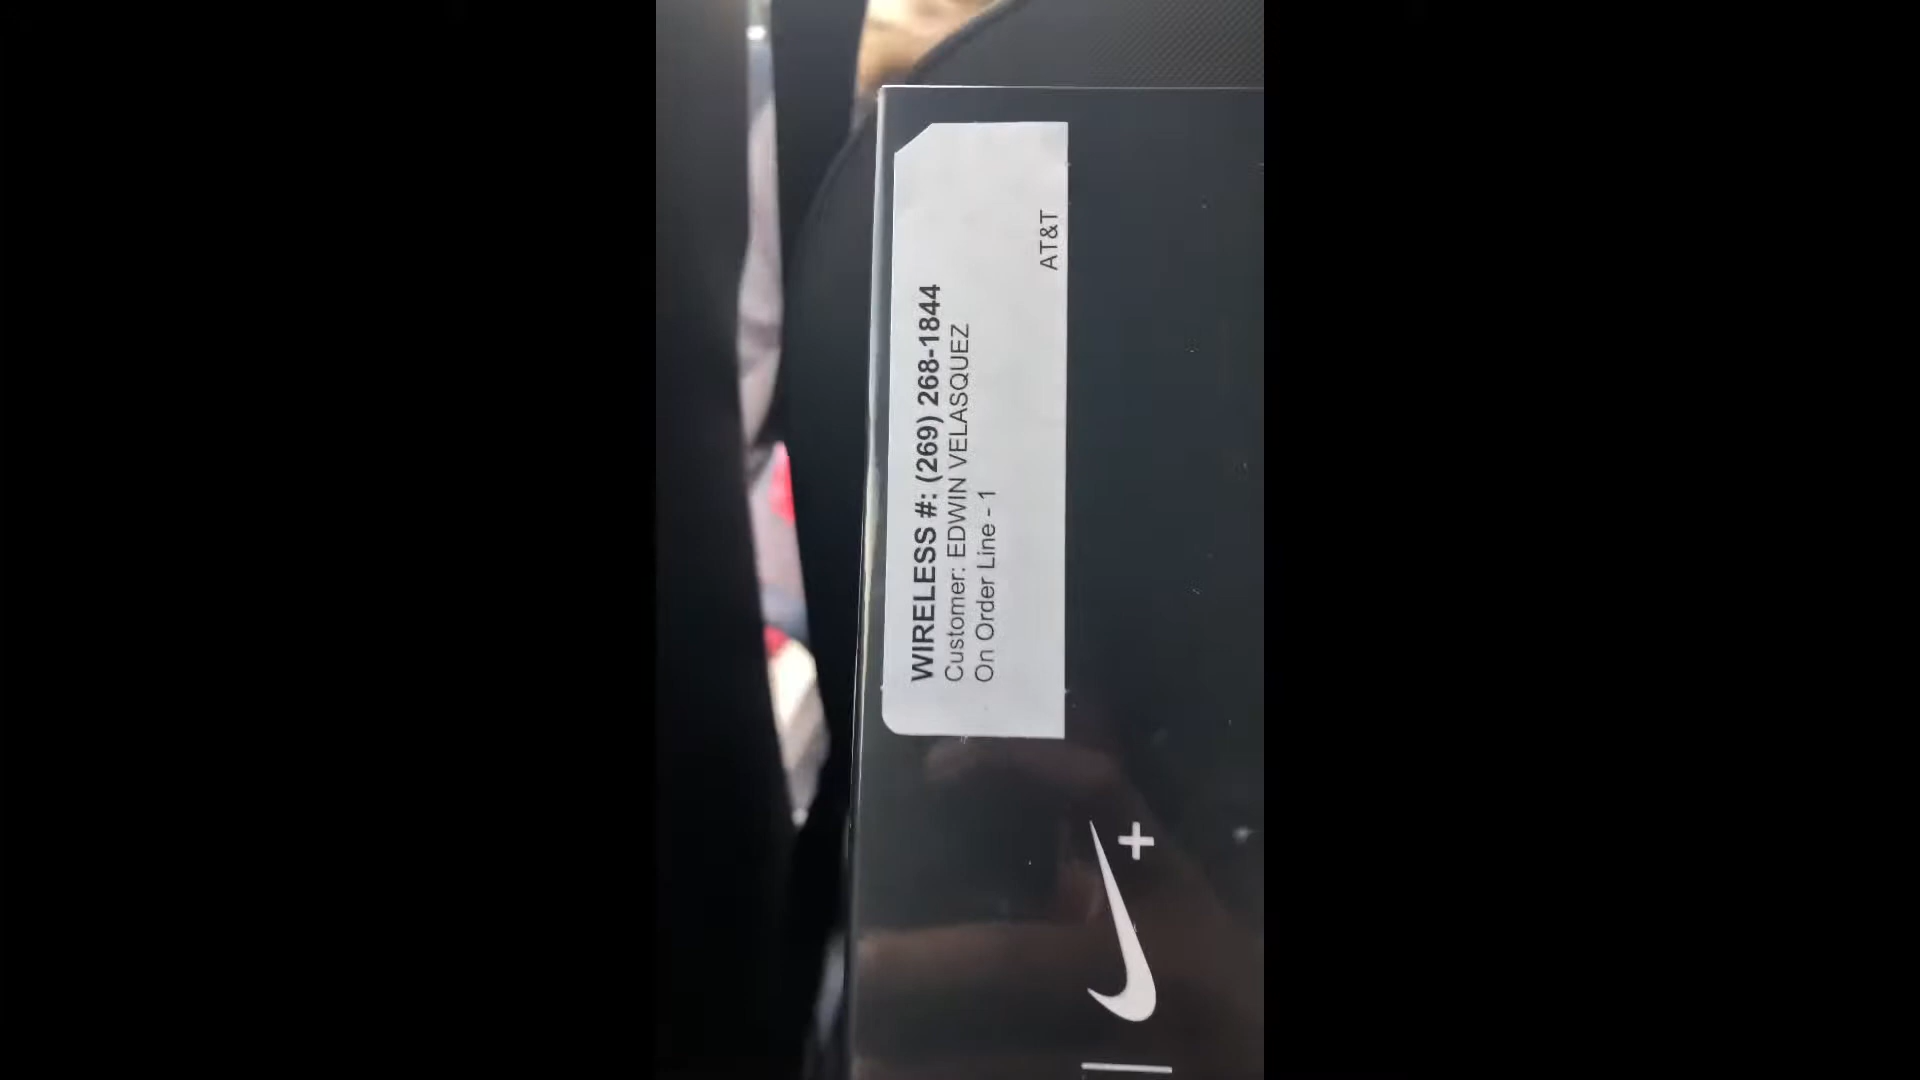 WIRELESS #: (269) 268-1844
Customer: EDWIN VELASQUEZ
On Order Line - 1
AT&T